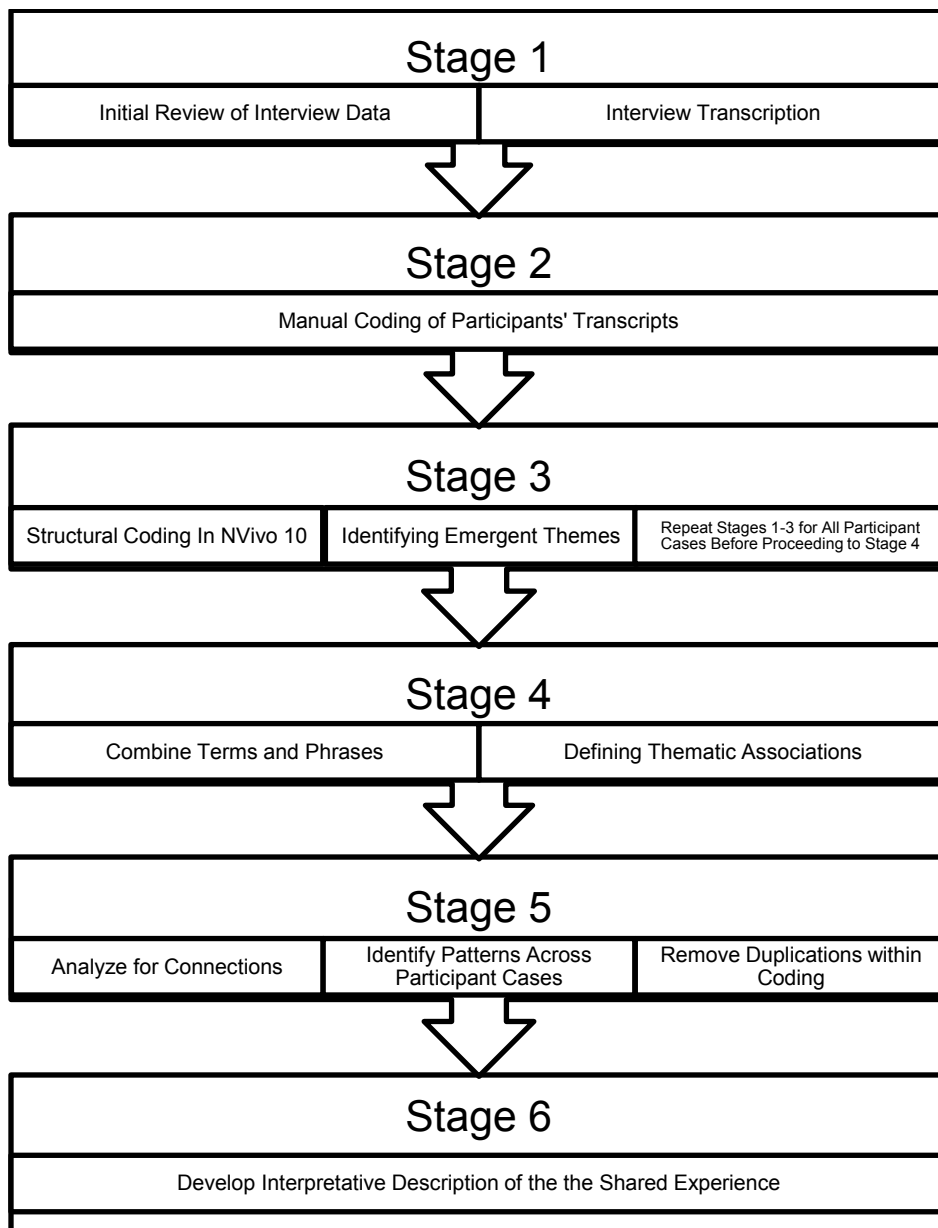 Stage 1
Initial Review of Interview Data
Interview Transcription
Stage 2
Manual Coding of Participants' Transcripts
Stage 3
Structural Coding In NVivo 10
Identifying Emergent Themes
Repeat Stages 1-3 for All Participant
Cases Before Proceeding to Stage 4
Stage 4
Combine Terms and Phrases
Defining Thematic Associations
Stage 5
Analyze for Connections
Identify Patterns Across
Participant Cases
Remove Duplications within
Coding
Stage 6
Develop Interpretative Description of the the Shared Experience